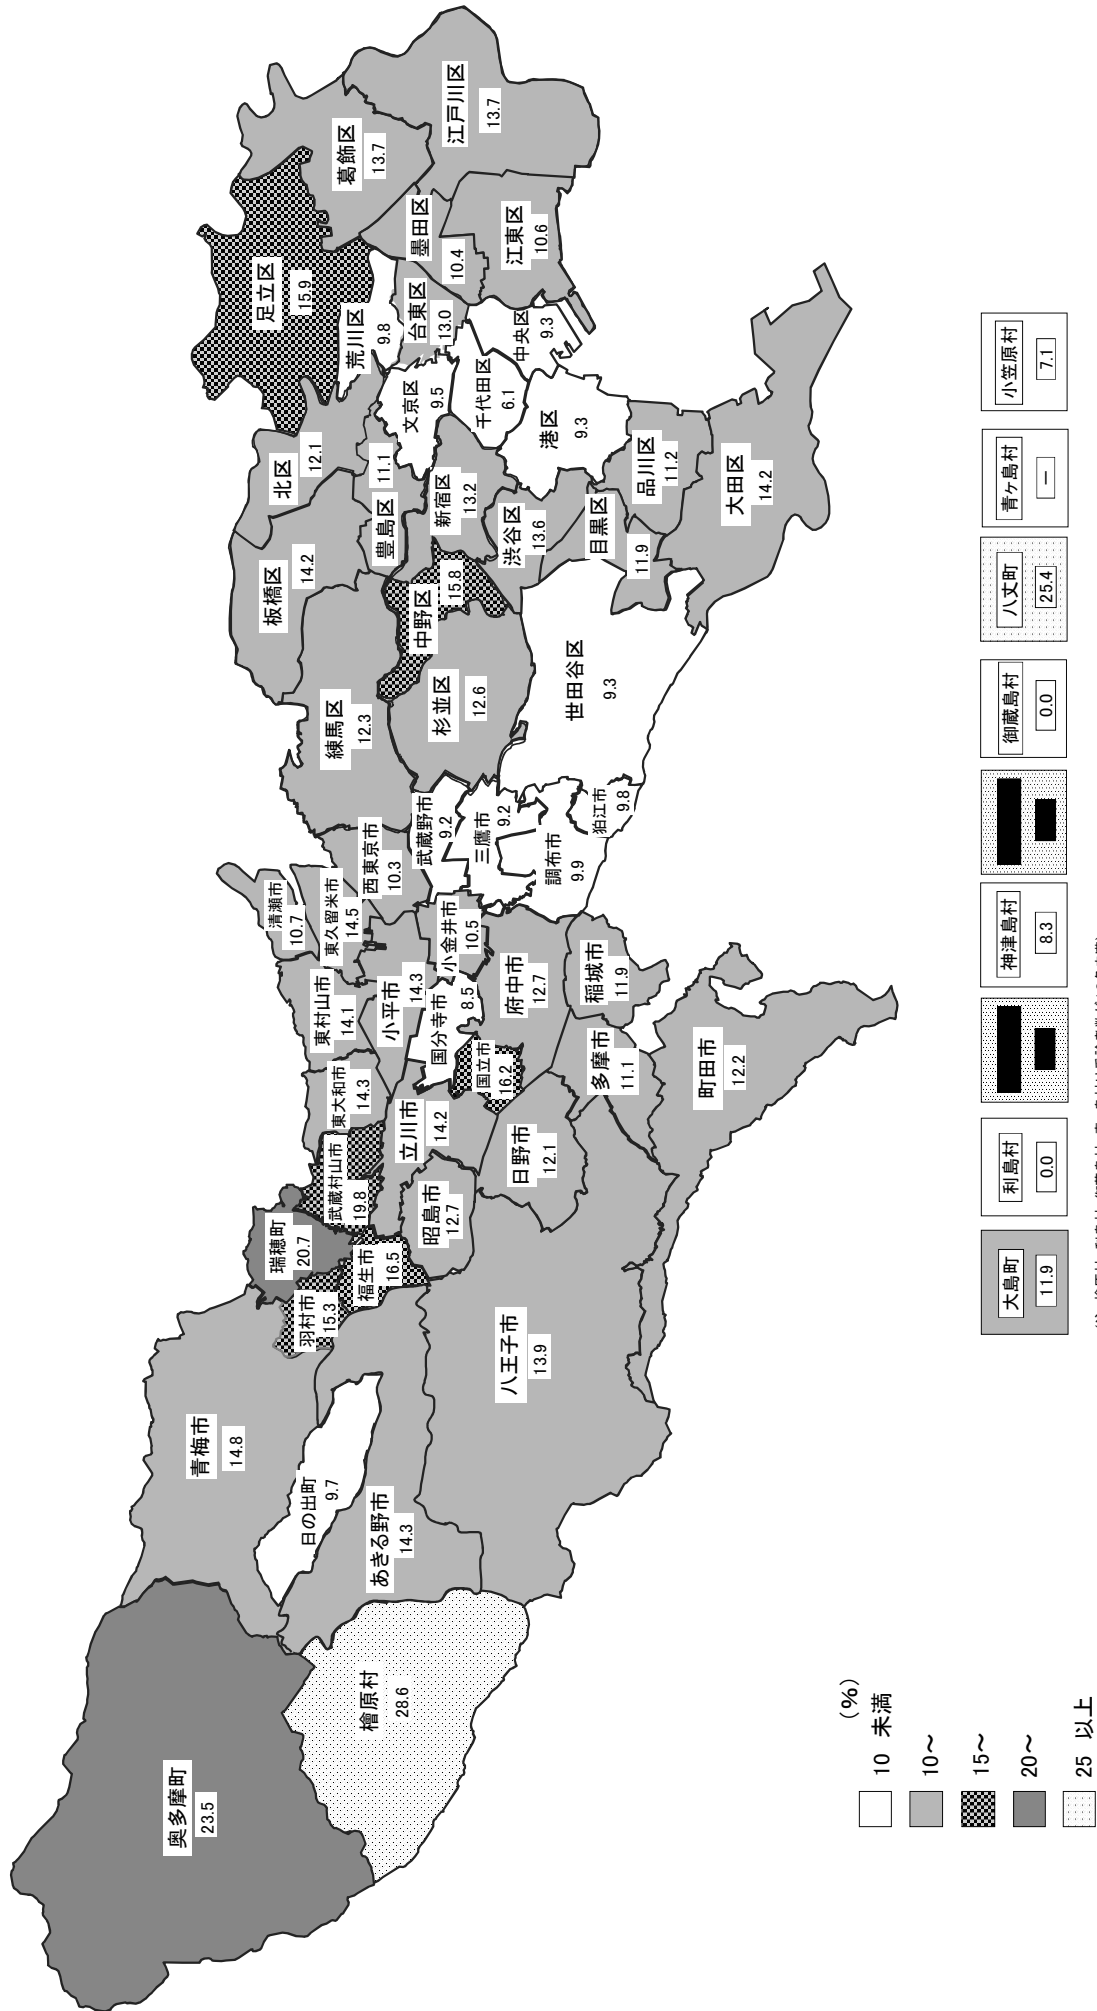 奥多摩町
23.5
檜原村
28.6
青梅市
14.8
日の出町
9.7
あきる野市
14.3
八王子市
13.9
羽村市
15.3
瑞穂町
20.7
福生市
16.5
武蔵村山市
19.8
昭島市
12.7
東大和市
14.3
立川市
14.2
日野市
12.1
東村山市
14.1
小平市
14.3
国分寺市
8.5
国立市
16.2
府中市
12.7
多摩市
11.1
稲城市
11.9
町田市
12.2
清瀬市
10.7
東久留米市
14.5
西東京市
10.3
小金井市
10.5
武蔵野市
9.2
三鷹市
9.2
調布市
9.9
狛江市
9.8
練馬区
12.3
板橋区
14.2
杉並区
12.6
中野区
15.8
世田谷区
9.3
北区
12.1
豊島区
11.1
新宿区
13.2
渋谷区
13.6
目黒区
11.9
品川区
11.2
大田区
14.2
足立区
15.9
荒川区
9.8
文京区
9.5
台東区
13.0
千代田区
6.1
中央区
9.3
港区
9.3
葛飾区
13.7
墨田区
10.4
江東区
10.6
江戸川区
13.7
(%)
10 未満
10～
15～
20～
25 以上
大島町
11.9
利島村
0.0
神津島村
8.3
御蔵島村
0.0
八丈町
25.4
青ヶ島村
－
小笠原村
7.1